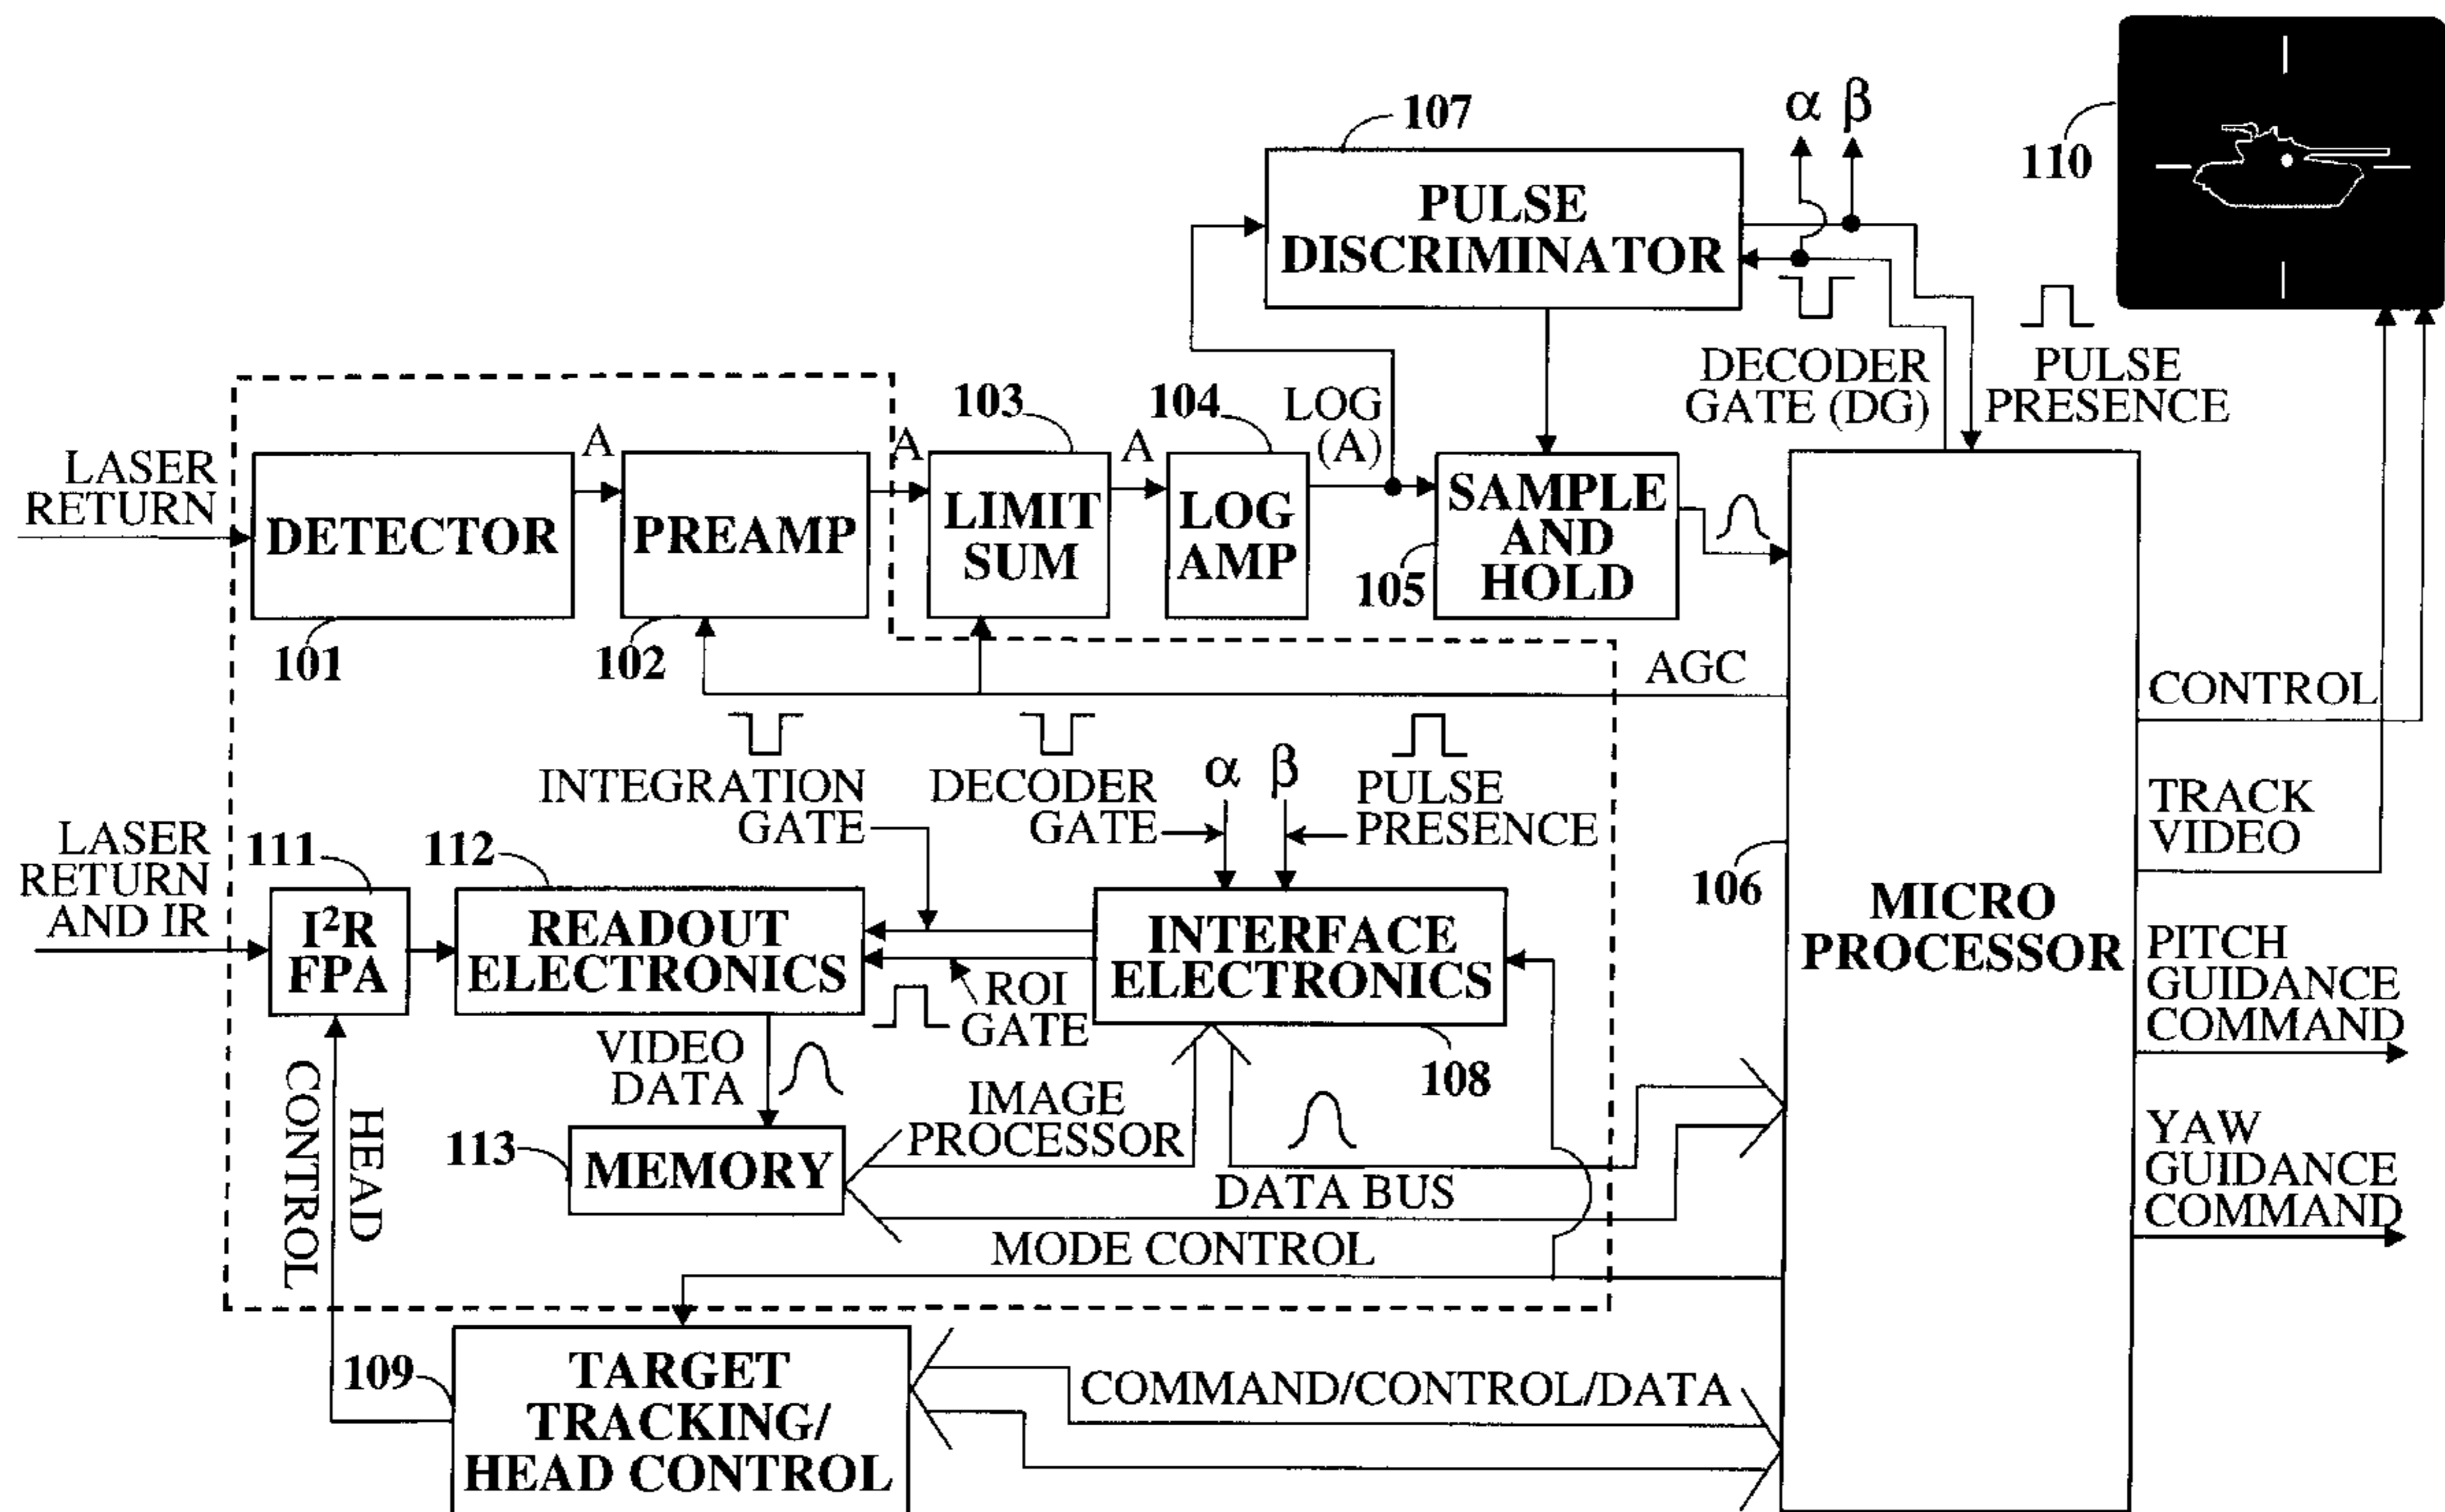 107
α β
110
PULSE
DISCRIMINATOR
DECODER
GATE (DG)
PULSE
PRESENCE
103
104
LOG
(A)
LASER
RETURN
A
A
A
DETECTOR
PREAMP
LIMIT
SUM
LOG
AMP
SAMPLE
AND
HOLD
105
101
102
AGC
CONTROL
INTEGRATION
GATE
DECODER
GATE
α β
PULSE
PRESENCE
TRACK
VIDEO
LASER
RETURN
AND IR
111
112
106
I²R
FPA
READOUT
ELECTRONICS
INTERFACE
ELECTRONICS
MICRO
PROCESSOR
PITCH
GUIDANCE
COMMAND
ROI
GATE
108
VIDEO
DATA
IMAGE
PROCESSOR
113
MEMORY
DATA BUS
YAW
GUIDANCE
COMMAND
HEAD
CONTROL
MODE CONTROL
109
TARGET
TRACKING/
HEAD CONTROL
COMMAND/CONTROL/DATA